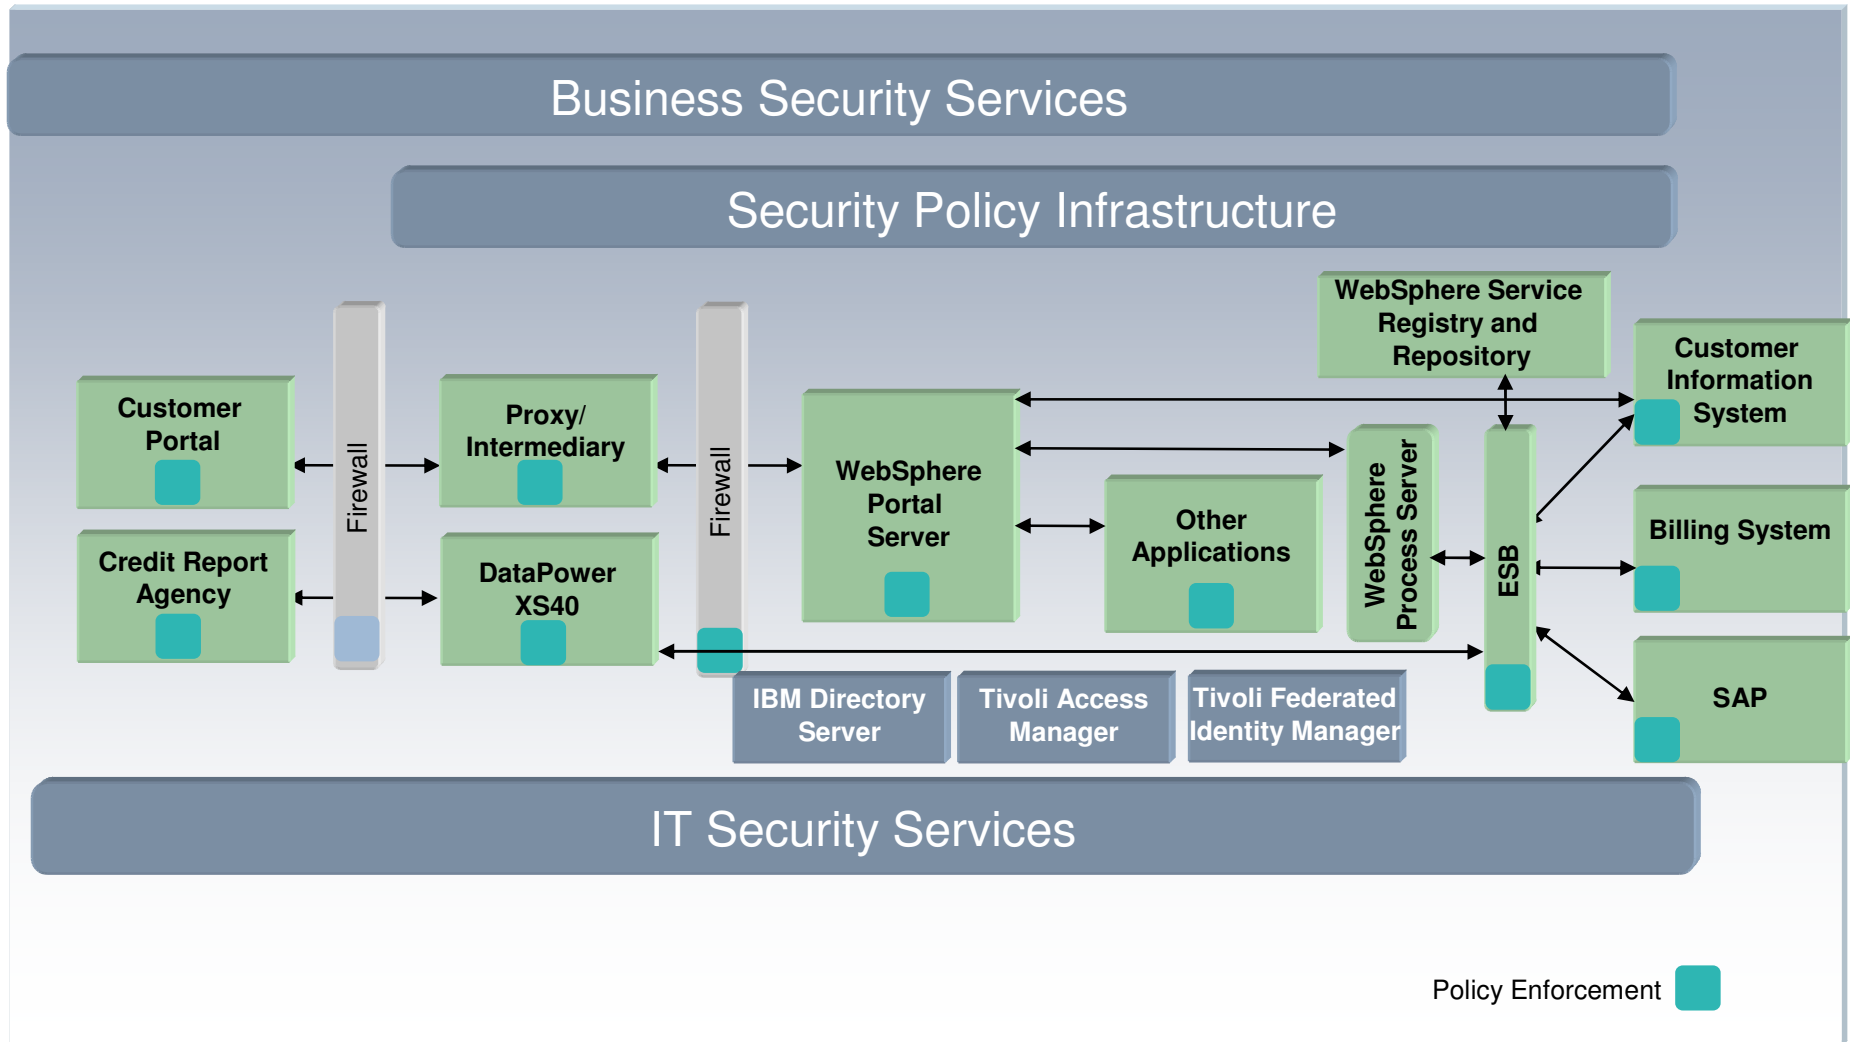 Business Security Services
Security Policy Infrastructure
WebSphere Service
Registry and
Repository
Customer
Information
System
Customer
Portal
Firewall
Proxy/
Intermediary
Firewall
WebSphere
Portal
Server
Other
Applications
WebSphere
Process Server
ESB
Billing System
Credit Report
Agency
DataPower
XS40
SAP
IBM Directory
Server
Tivoli Access
Manager
Tivoli Federated
Identity Manager
IT Security Services
Policy Enforcement